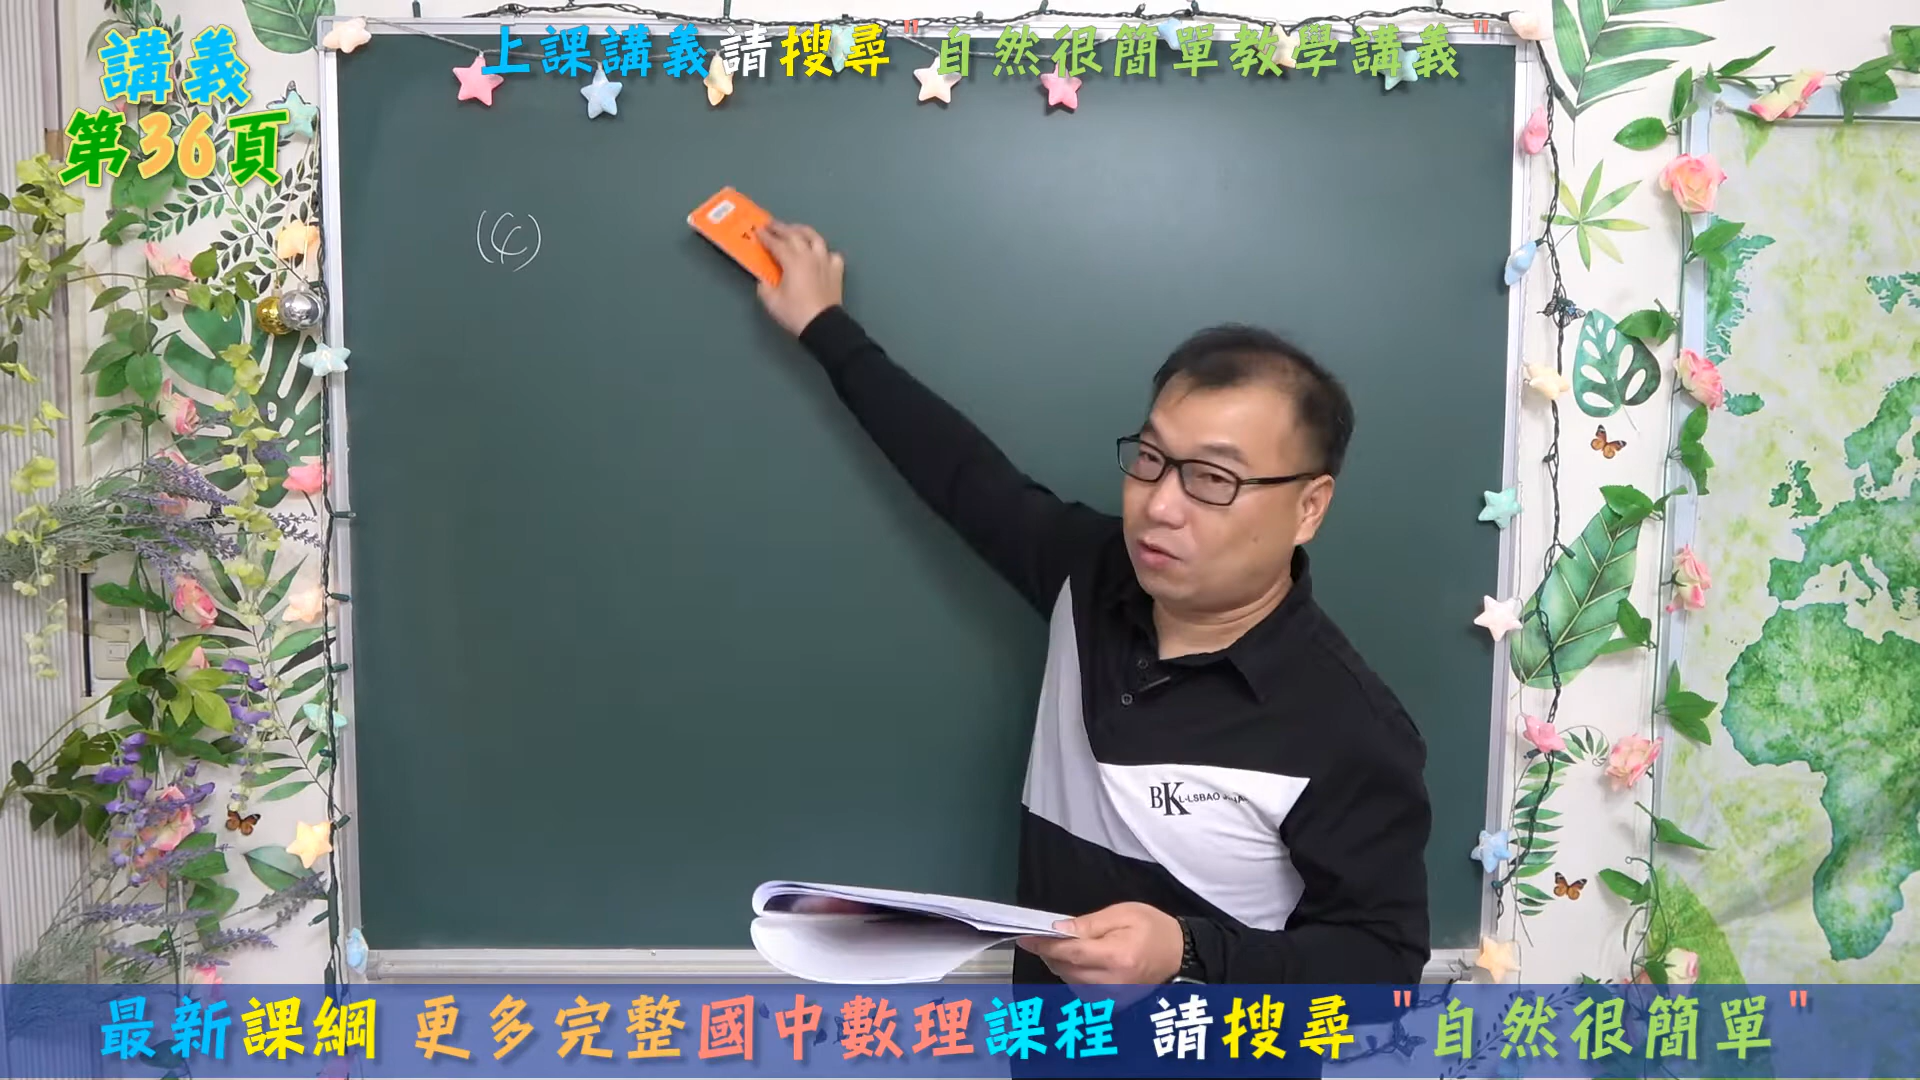 上課講義請搜尋"自然很簡單教學講義"
講義
第36頁
(4)
BK
最新課綱 更多完整國中數理課程 請搜尋 "自然很簡單"